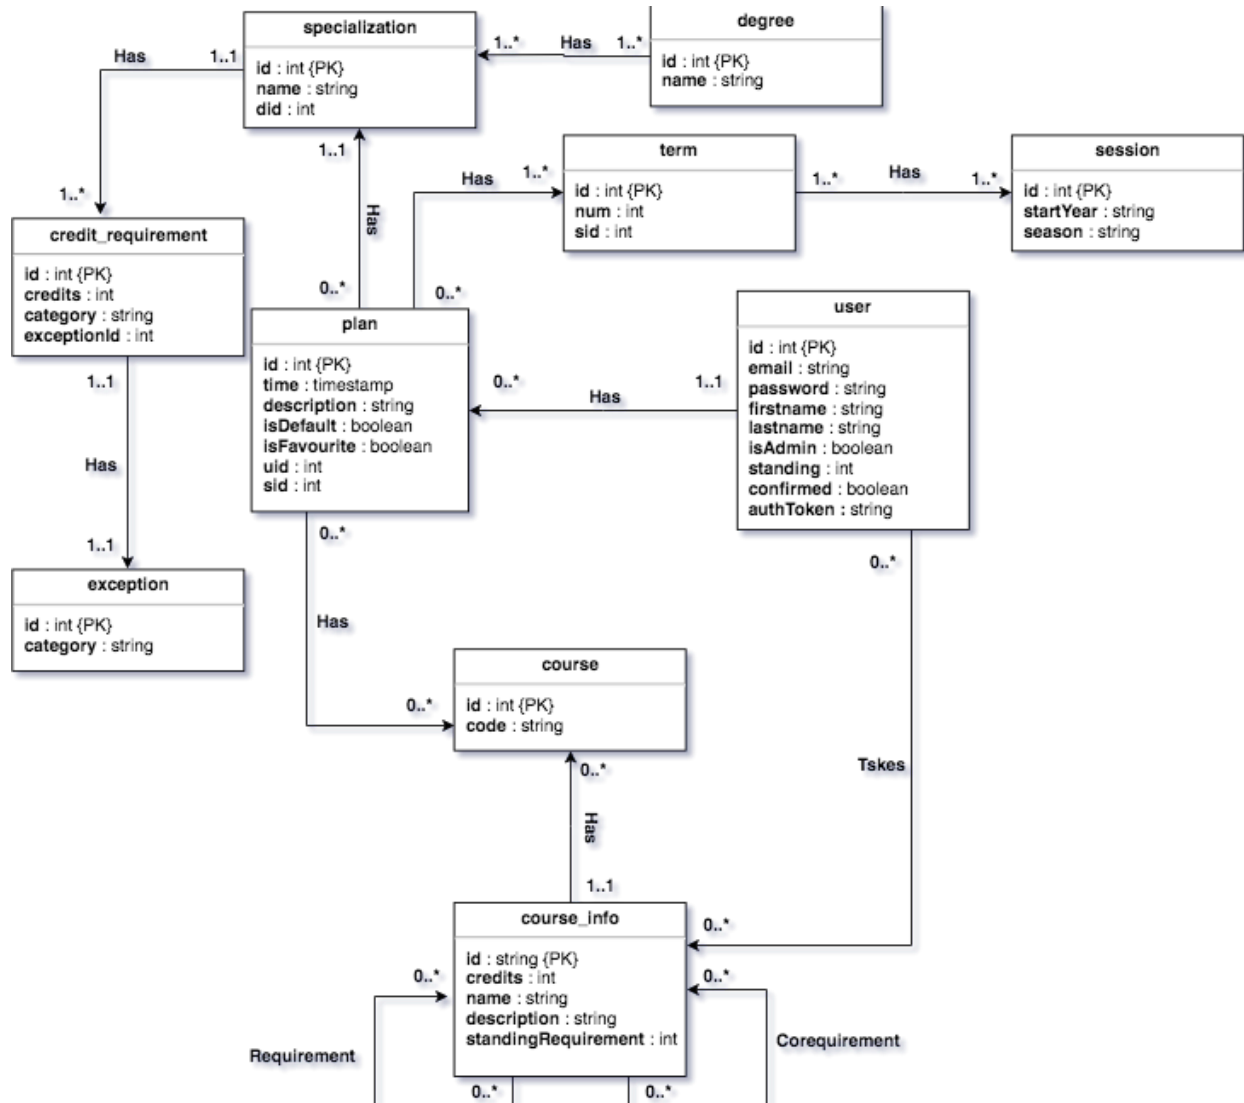 specialization
id : int {PK}
name : string
did : int
degree
id : int {PK}
name : string
Has
1..1
1..*
Has
1..*
1..1
Has
term
id : int {PK}
num : int
sid : int
session
id : int {PK}
startYear : string
season : string
Has
1..*
1..*
Has
1..*
1..*
credit_requirement
id : int {PK}
credits : int
category : string
exceptionId : int
0..*
0..*
plan
id : int {PK}
time : timestamp
description : string
isDefault : boolean
isFavourite : boolean
uid : int
sid : int
user
id : int {PK}
email : string
password : string
firstname : string
lastname : string
isAdmin : boolean
standing : int
confirmed : boolean
authToken : string
0..*
1..1
Has
1..1
Has
1..1
exception
id : int {PK}
category : string
0..*
Has
0..*
0..*
course
id : int {PK}
code : string
0..*
Tskes
Has
1..1
course_info
id : string {PK}
credits : int
name : string
description : string
standingRequirement : int
0..*
0..*
0..*
Requirement
Corequirement
0..*
0..*